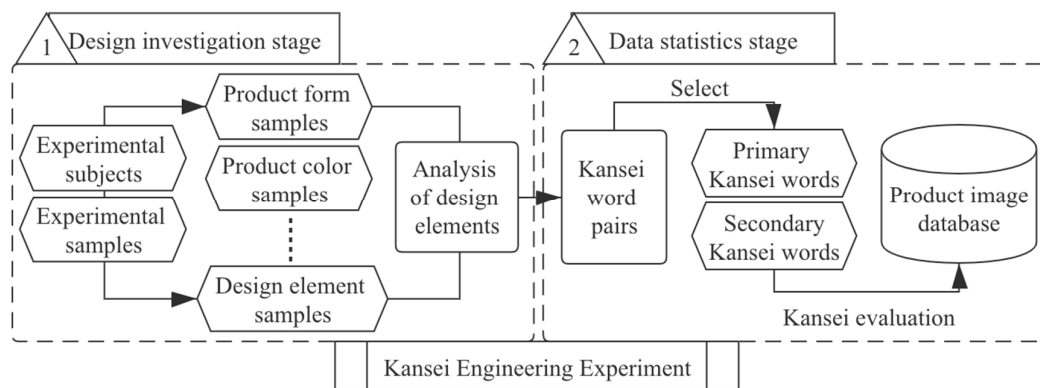 1
Design investigation stage
Experimental
subjects
Experimental
samples
Product form
samples
Product color
samples
Design element
samples
Analysis
of design
elements
2
Data statistics stage
Kansei
word
pairs
Select
Primary
Kansei words
Secondary
Kansei words
Product image
database
Kansei evaluation
Kansei Engineering Experiment